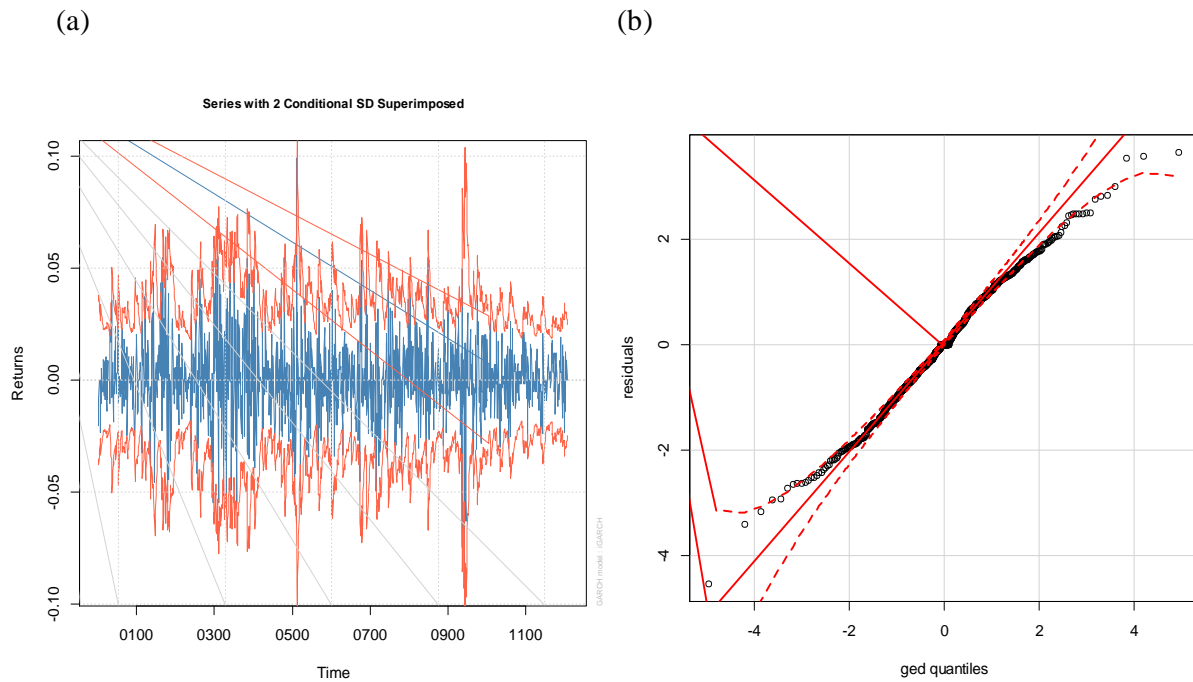 (a)
(b)
Series with 2 Conditional SD Superimposed
Returns
0.10
0.05
0.00
-0.05
-0.10
0100 0300 0500 0700 0900 1100
Time
GARCH model : iGARCH
residuals
2
0
2
4
-4 -2 0 2 4
ged quantiles